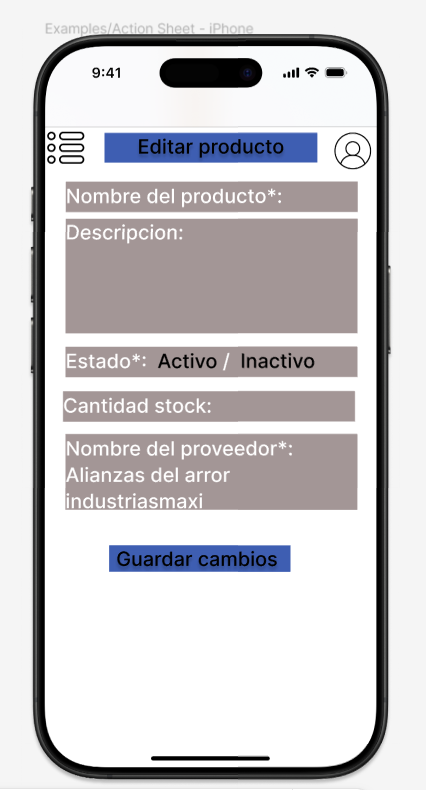 Examples/Action Sheet - iPhone
9:41
Editar producto
Nombre del producto*:
Descripcion:
Estado*: Activo / Inactivo
Cantidad stock:
Nombre del proveedor*:
Alianzas del arror
industriasmaxi
Guardar cambios